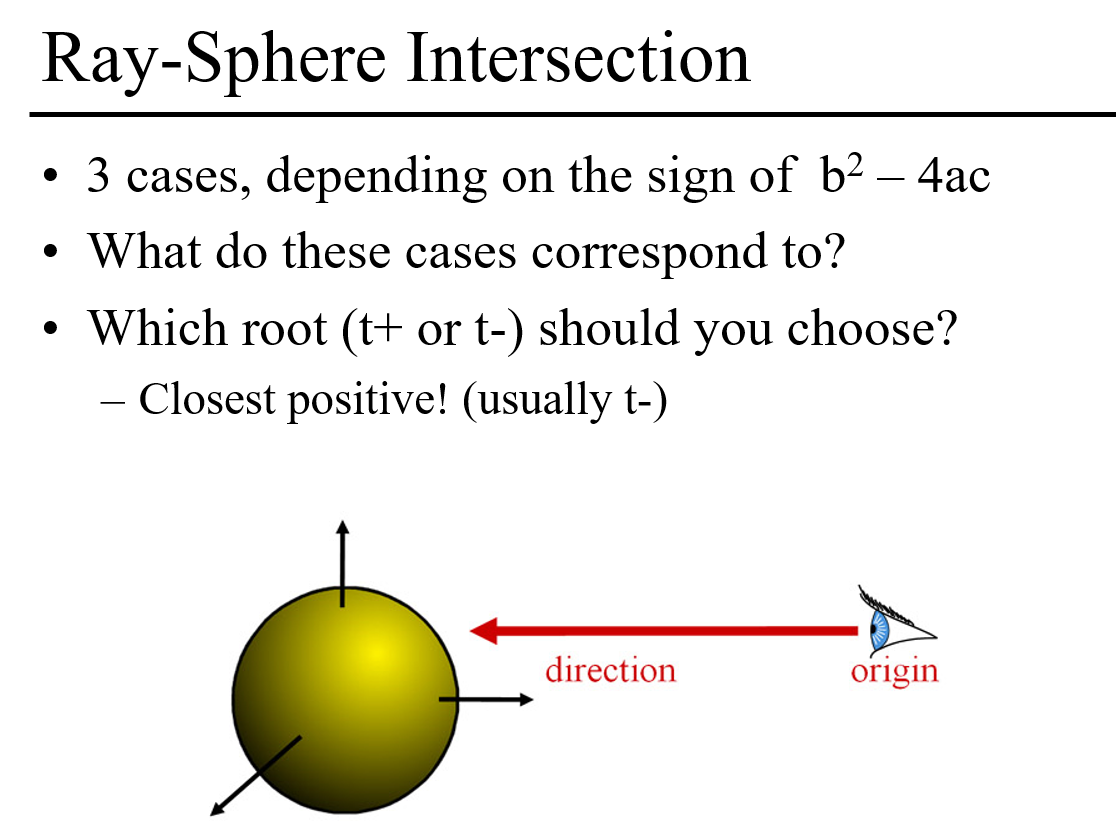 Ray-Sphere Intersection
• 3 cases, depending on the sign of b² – 4ac
• What do these cases correspond to?
• Which root (t+ or t-) should you choose?
– Closest positive! (usually t-)
direction
origin